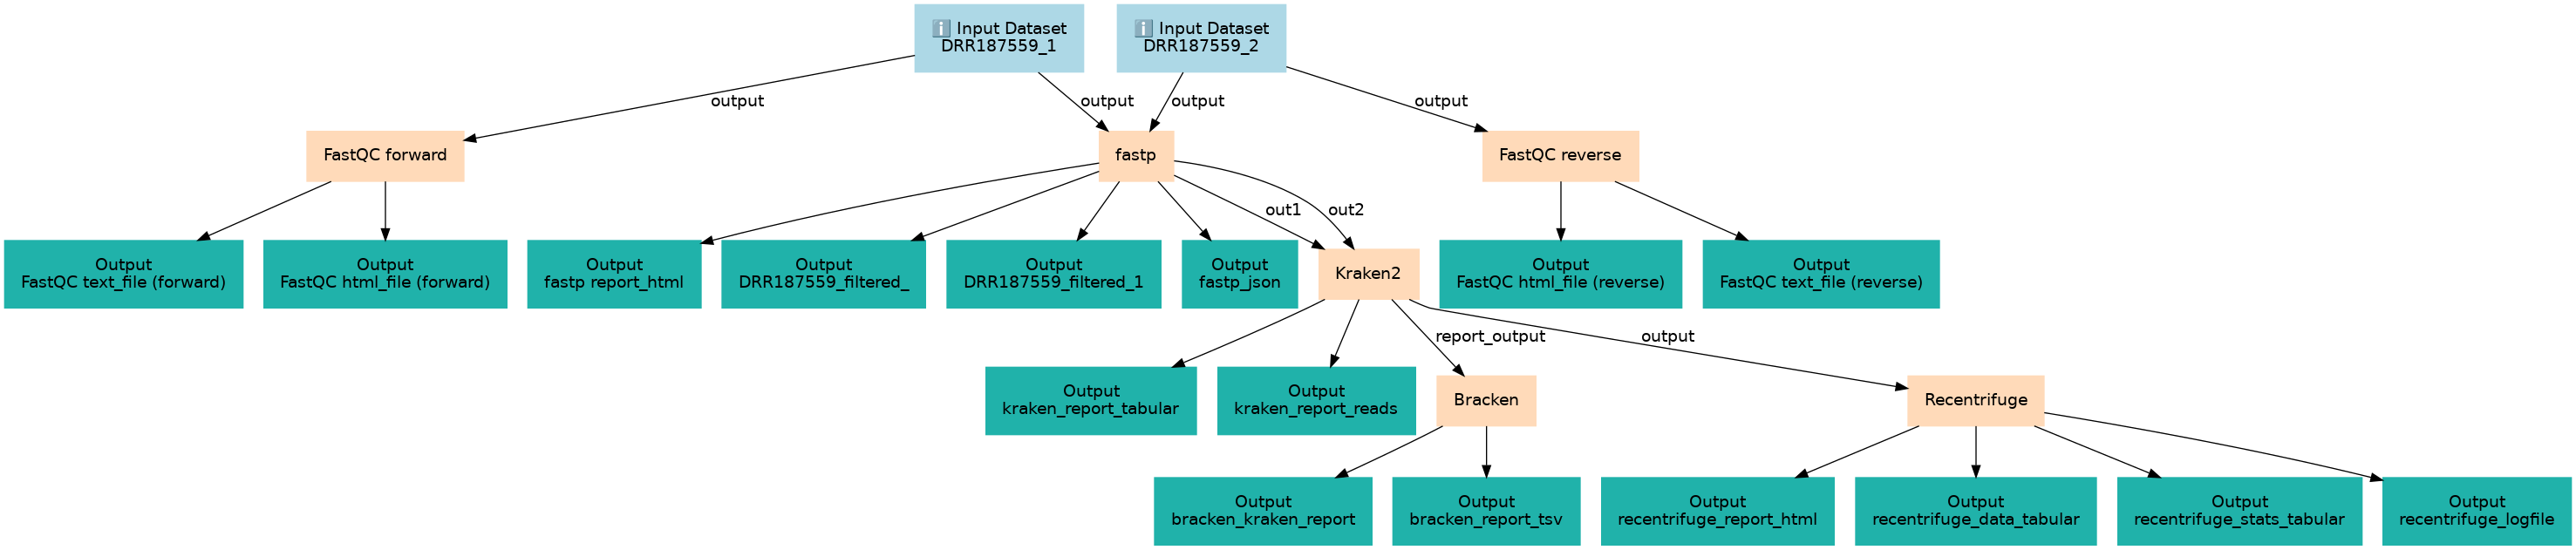 ℹ️ Input Dataset
DRR187559_1
ℹ️ Input Dataset
DRR187559_2
output
output
output
output
FastQC forward
fastp
FastQC reverse
out1
out2
Output
FastQC text_file (forward)
Output
FastQC html_file (forward)
Output
fastp report_html
Output
DRR187559_filtered_
Output
DRR187559_filtered_1
Output
fastp_json
Kraken2
Output
FastQC html_file (reverse)
Output
FastQC text_file (reverse)
report_output
output
Output
kraken_report_tabular
Output
kraken_report_reads
Bracken
Recentrifuge
Output
bracken_kraken_report
Output
bracken_report_tsv
Output
recentrifuge_report_html
Output
recentrifuge_data_tabular
Output
recentrifuge_stats_tabular
Output
recentrifuge_logfile